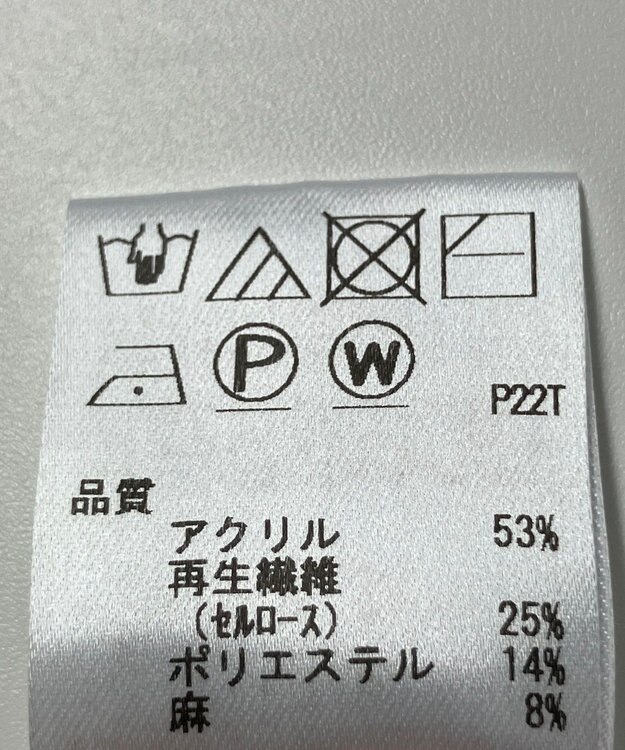 P W P22T
品質
アクリル 53%
再生繊維
(セルロース) 25%
ポリエステル 14%
麻 8%